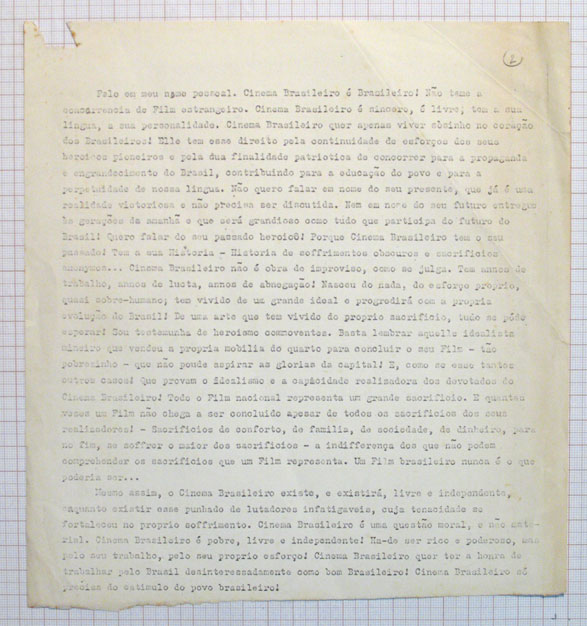 2
Falo em meu nome pessoal. Cinema Brasileiro é Brasileiro! Não teme a
concurrencia do Film extrangeiro. Cinema Brasileiro é sincero, é livre, tem a sua
lingua, a sua personalidade. Cinema Brasileiro quer apenas viver sósinho no coração
dos Brasileiros! Elle tem esse direito pela continuidade de esforços dos seus
heroicos pioneiros e pela sua finalidade patriotica de concorrer para a propaganda
e engrandecimento do Brasil, contribuindo para a educação do povo e para a
perpetuidade de nossa lingua. Não quero falar em nome do seu presente, que já é uma
realidade victoriosa e não precisa ser discutida. Nem em nome do seu futuro entregue
ás gerações de amanhã e que será grandioso como tudo que participa do futuro do
Brasil! Quero falar do seu passado heroico! Porque Cinema Brasileiro tem o seu
passado! Tem a sua Historia - Historia de soffrimentos obscuros e sacrificios
anonymos... Cinema Brasileiro não é obra de improviso, como se julga. Tem annos de
trabalho, annos de lucta, annos de abnegação! Nasceu do nada, do esforço proprio,
quasi sobre-humano; tem vivido de um grande ideal e progredirá com a propria
evolução do Brasil! De uma arte que tem vivido do proprio sacrificio, tudo se póde
esperar! Sou testemunha de heroismo commoventes. Basta lembrar aquelle idealista
mineiro que vendeu a propria mobilia do quarto para concluir o seu Film - tão
pobresinho - que não poude aspirar as glorias da capital! E, como esse tantos
outros casos! Que provam o idealismo e a capacidade realizadora dos devotados do
Cinema Brasileiro! Todo o Film nacional representa um grande sacrificio. E quantas
vezes um Film não chega a ser concluido apesar de todos os sacrificios dos seus
realizadores! - Sacrificios de conforto, de familia, de sociedade, de dinheiro, para
no fim, se soffrer o maior dos sacrificios - a indifferença dos que não podem
comprehender os sacrificios que um Film representa. Um Film brasileiro nunca é o que
poderia ser...
Mesmo assim, o Cinema Brasileiro existe, e existirá, livre e independente,
emquanto existir esse punhado de lutadores infatigaveis, cuja tenacidade se
fortaleceu no proprio soffrimento. Cinema Brasileiro é uma questão moral, e não mate-
rial. Cinema Brasileiro é pobre, livre e independente! Ha-de ser rico e poderoso, mas
pelo seu trabalho, pelo seu proprio esforço! Cinema Brasileiro quer ter a honra de
trabalhar pelo Brasil desinteressadamente como bom Brasileiro! Cinema Brasileiro só
precisa do estimulo do povo brasileiro!